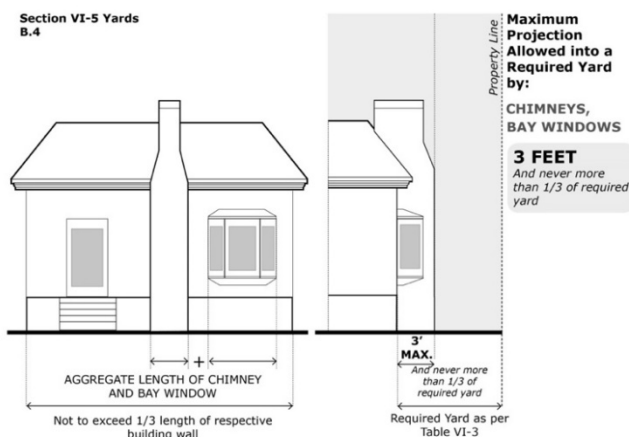 Section VI-5 Yards
B.4
Property Line
Maximum
Projection
Allowed into a
Required Yard
by:
CHIMNEYS,
BAY WINDOWS
3 FEET
And never more
than 1/3 of required
yard
+
AGGREGATE LENGTH OF CHIMNEY
AND BAY WINDOW
Not to exceed 1/3 length of respective
building wall
3'
MAX.
And never more
than 1/3 of
required yard
Required Yard as per
Table VI-3